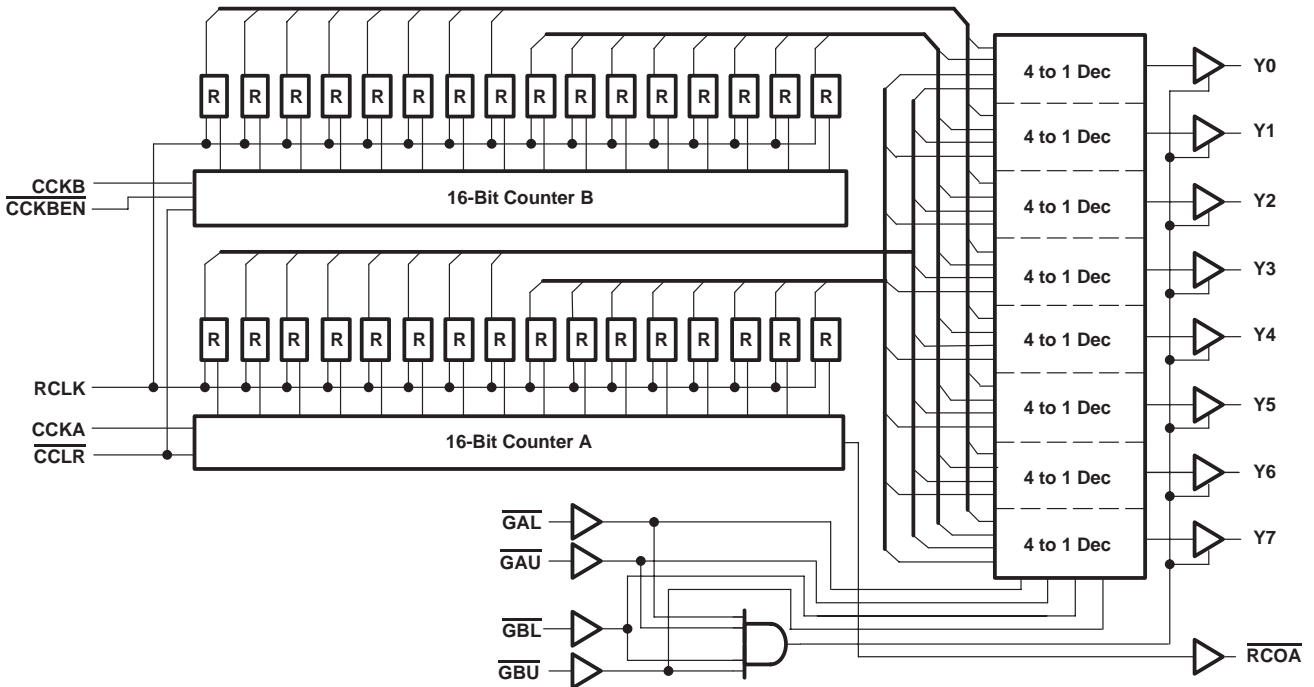 R R R R R R R R R R R R R R R R
CCKB
CCKBEN
16-Bit Counter B
R R R R R R R R R R R R R R R R
RCLK
CCKA
CCLR
16-Bit Counter A
GAL
GAU
GBL
GBU
4 to 1 Dec
4 to 1 Dec
4 to 1 Dec
4 to 1 Dec
4 to 1 Dec
4 to 1 Dec
4 to 1 Dec
4 to 1 Dec
Y0
Y1
Y2
Y3
Y4
Y5
Y6
Y7
RCOA